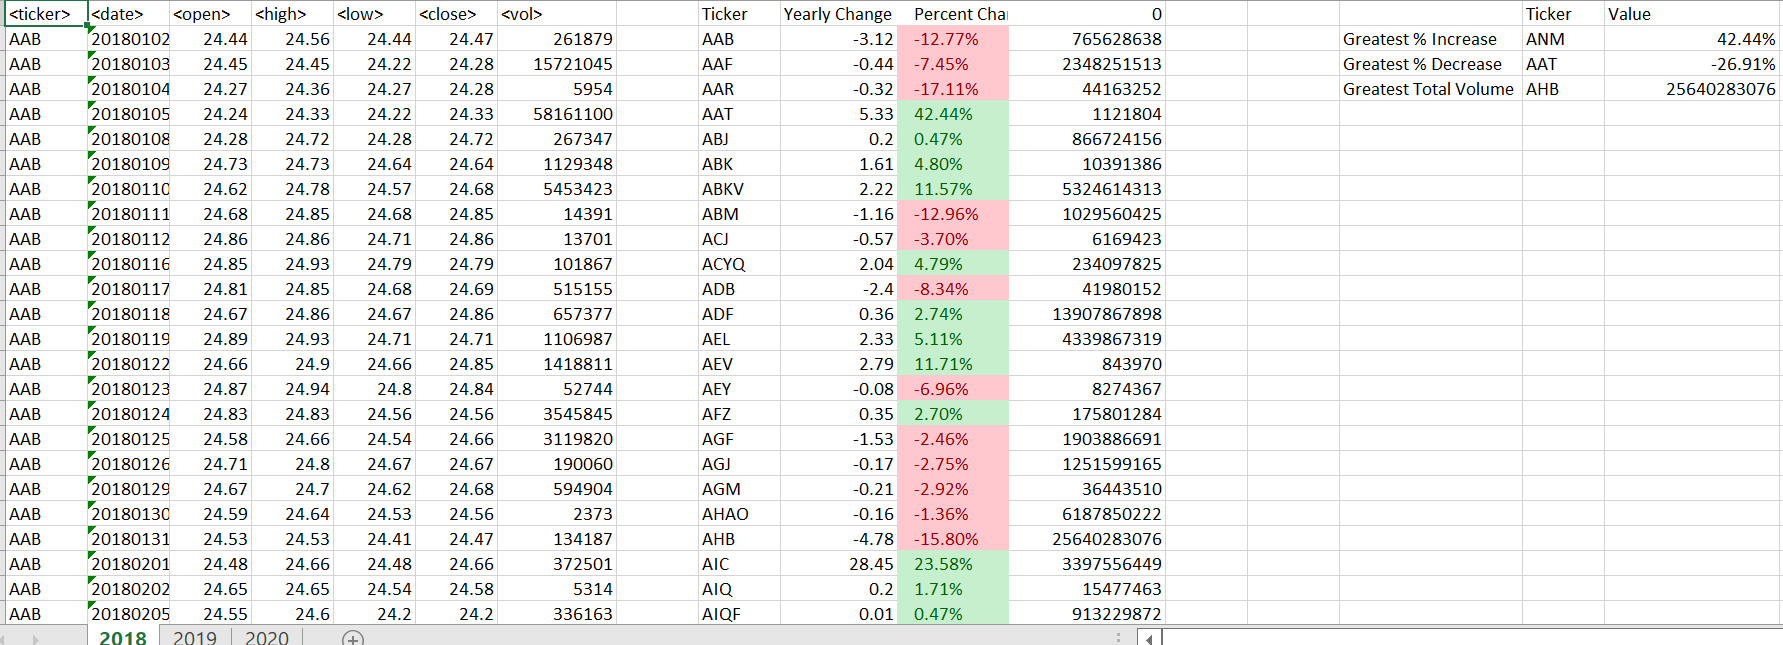 <ticker> <date> <open> <high> <low> <close> <vol> Ticker Yearly Change Percent Cha 0 Ticker Value
AAB 20180102 24.44 24.56 24.44 24.47 261879 AAB -3.12 -12.77% 765628638 Greatest % Increase ANM 42.44%
AAB 20180103 24.45 24.45 24.22 24.28 15721045 AAF -0.44 -7.45% 2348251513 Greatest % Decrease AAT -26.91%
AAB 20180104 24.27 24.36 24.27 24.28 5954 AAR -0.32 -17.11% 44163252 Greatest Total Volume AHB 25640283076
AAB 20180105 24.24 24.33 24.22 24.33 58161100 AAT 5.33 42.44% 1121804
AAB 20180108 24.28 24.72 24.28 24.72 267347 ABJ 0.2 0.47% 866724156
AAB 20180109 24.73 24.73 24.64 24.64 1129348 ABK 1.61 4.80% 10391386
AAB 20180110 24.62 24.78 24.57 24.68 5453423 ABKV 2.22 11.57% 5324614313
AAB 20180111 24.68 24.85 24.68 24.85 14391 ABM -1.16 -12.96% 1029560425
AAB 20180112 24.86 24.86 24.71 24.86 13701 ACJ -0.57 -3.70% 6169423
AAB 20180116 24.85 24.93 24.79 24.79 101867 ACYQ 2.04 4.79% 234097825
AAB 20180117 24.81 24.85 24.68 24.69 515155 ADB -2.4 -8.34% 41980152
AAB 20180118 24.67 24.86 24.67 24.86 657377 ADF 0.36 2.74% 13907867898
AAB 20180119 24.89 24.93 24.71 24.71 1106987 AEL 2.33 5.11% 4339867319
AAB 20180122 24.66 24.9 24.66 24.85 1418811 AEV 2.79 11.71% 843970
AAB 20180123 24.87 24.94 24.8 24.84 52744 AEY -0.08 -6.96% 8274367
AAB 20180124 24.83 24.83 24.56 24.56 3545845 AFZ 0.35 2.70% 175801284
AAB 20180125 24.58 24.66 24.54 24.66 3119820 AGF -1.53 -2.46% 1903886691
AAB 20180126 24.71 24.8 24.67 24.67 190060 AGJ -0.17 -2.75% 1251599165
AAB 20180129 24.67 24.7 24.62 24.68 594904 AGM -0.21 -2.92% 36443510
AAB 20180130 24.59 24.64 24.53 24.56 2373 AHAO -0.16 -1.36% 6187850222
AAB 20180131 24.53 24.53 24.41 24.47 134187 AHB -4.78 -15.80% 25640283076
AAB 20180201 24.48 24.66 24.48 24.66 372501 AIC 28.45 23.58% 3397556449
AAB 20180202 24.65 24.65 24.54 24.58 5314 AIQ 0.2 1.71% 15477463
AAB 20180205 24.55 24.6 24.2 24.2 336163 AIQF 0.01 0.47% 913229872
2018 2019 2020